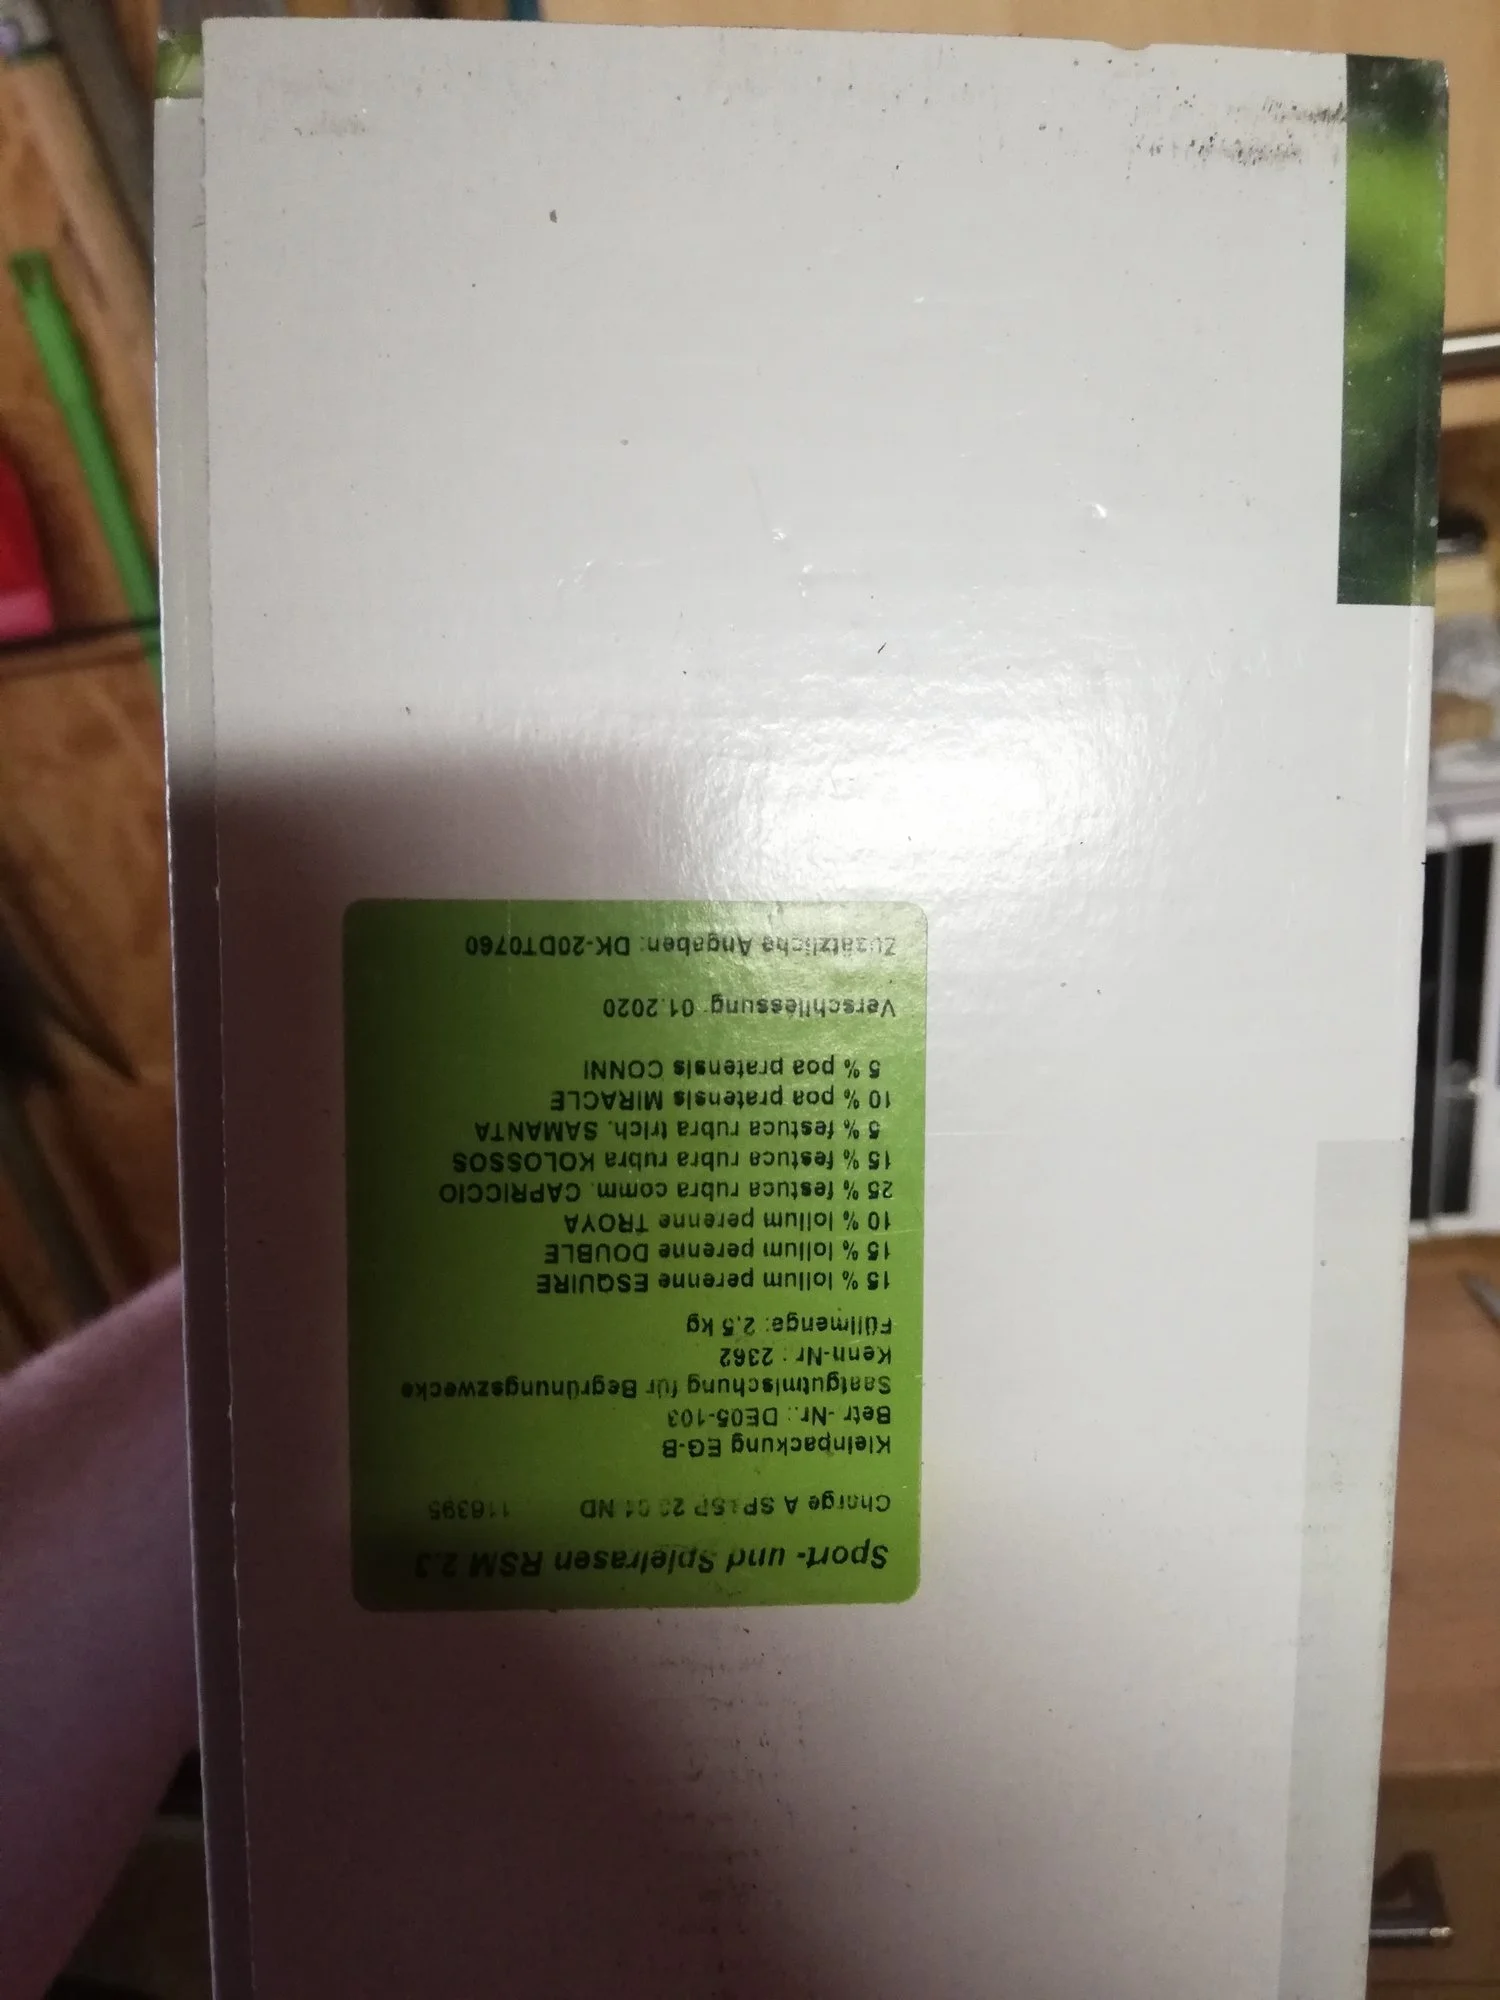 Sport- und Spielrasen RSM 2.3
Charge A SP+SP ND 116395
Kleinpackung EG-B
Betr.-Nr.: DE05-103
Saatgutmischung für Begrünungszwecke
Kenn-Nr.: 2362
Füllmenge: 2,5 kg
15 % lolium perenne ESQUIRE
15 % lolium perenne DOUBLE
10 % lolium perenne TROYA
25 % festuca rubra comm. CAPRICCIO
15 % festuca rubra rubra KOLOSSOS
5 % festuca rubra trich. SAMANTA
10 % poa pratensis MIRACLE
5 % poa pratensis CONNI
Verschliessung: 01.2020
Zusätzliche Angaben: DK-20DT0760